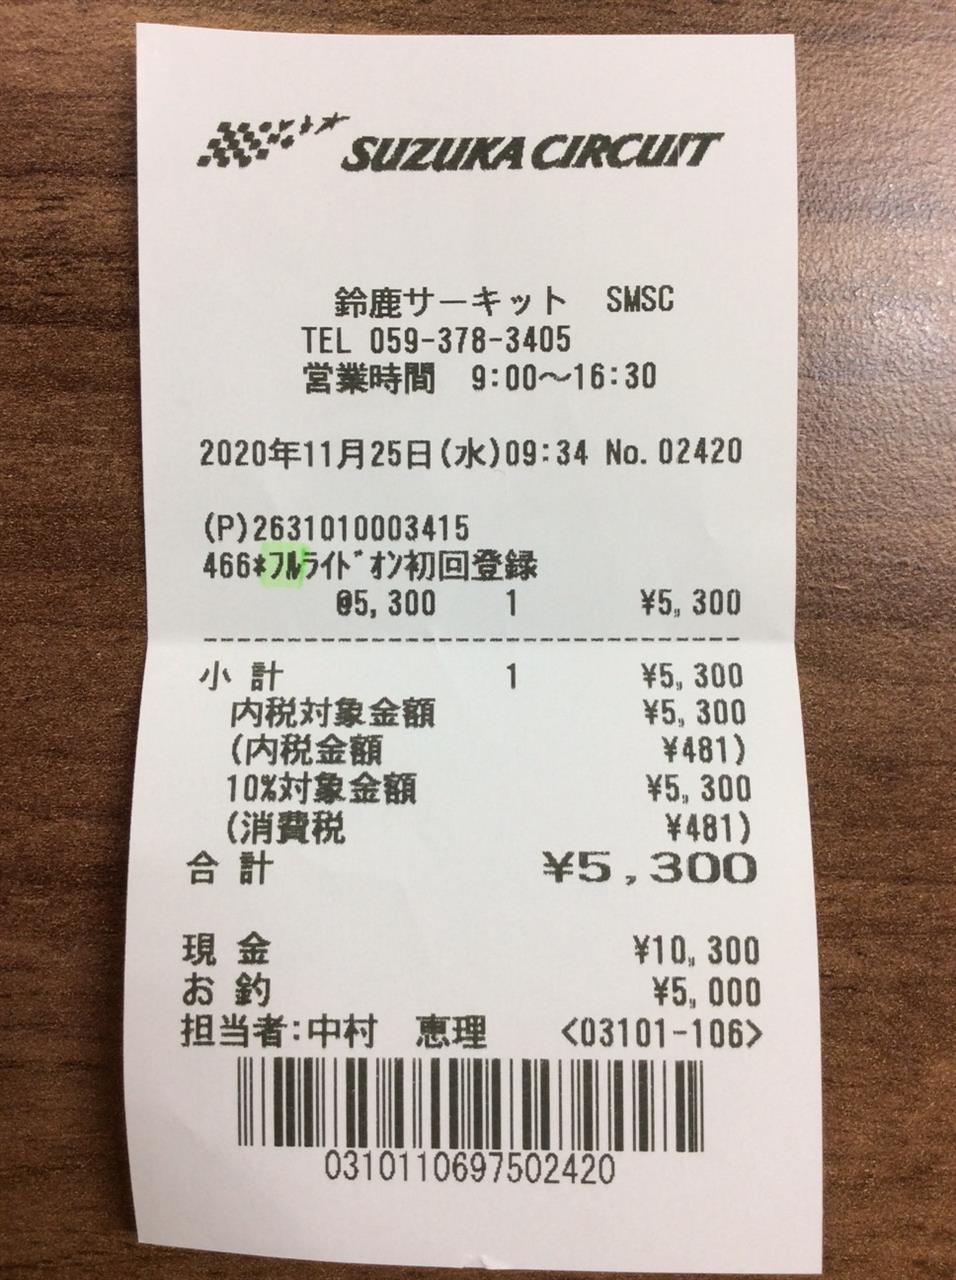 SUZUKA CIRCUIT
鈴鹿サーキット SMSC
TEL 059-378-3405
営業時間 9:00〜16:30
2020年11月25日(水)09:34 No.02420
(P)2631010003415
466*フルライドオン初回登録
@5,300 1 ¥5,300
小計 1 ¥5,300
内税対象金額 ¥5,300
(内税金額 ¥481)
10%対象金額 ¥5,300
(消費税 ¥481)
合計 ¥5,300
現金 ¥10,300
お釣 ¥5,000
担当者:中村 恵理 <03101-106>
0310110697502420